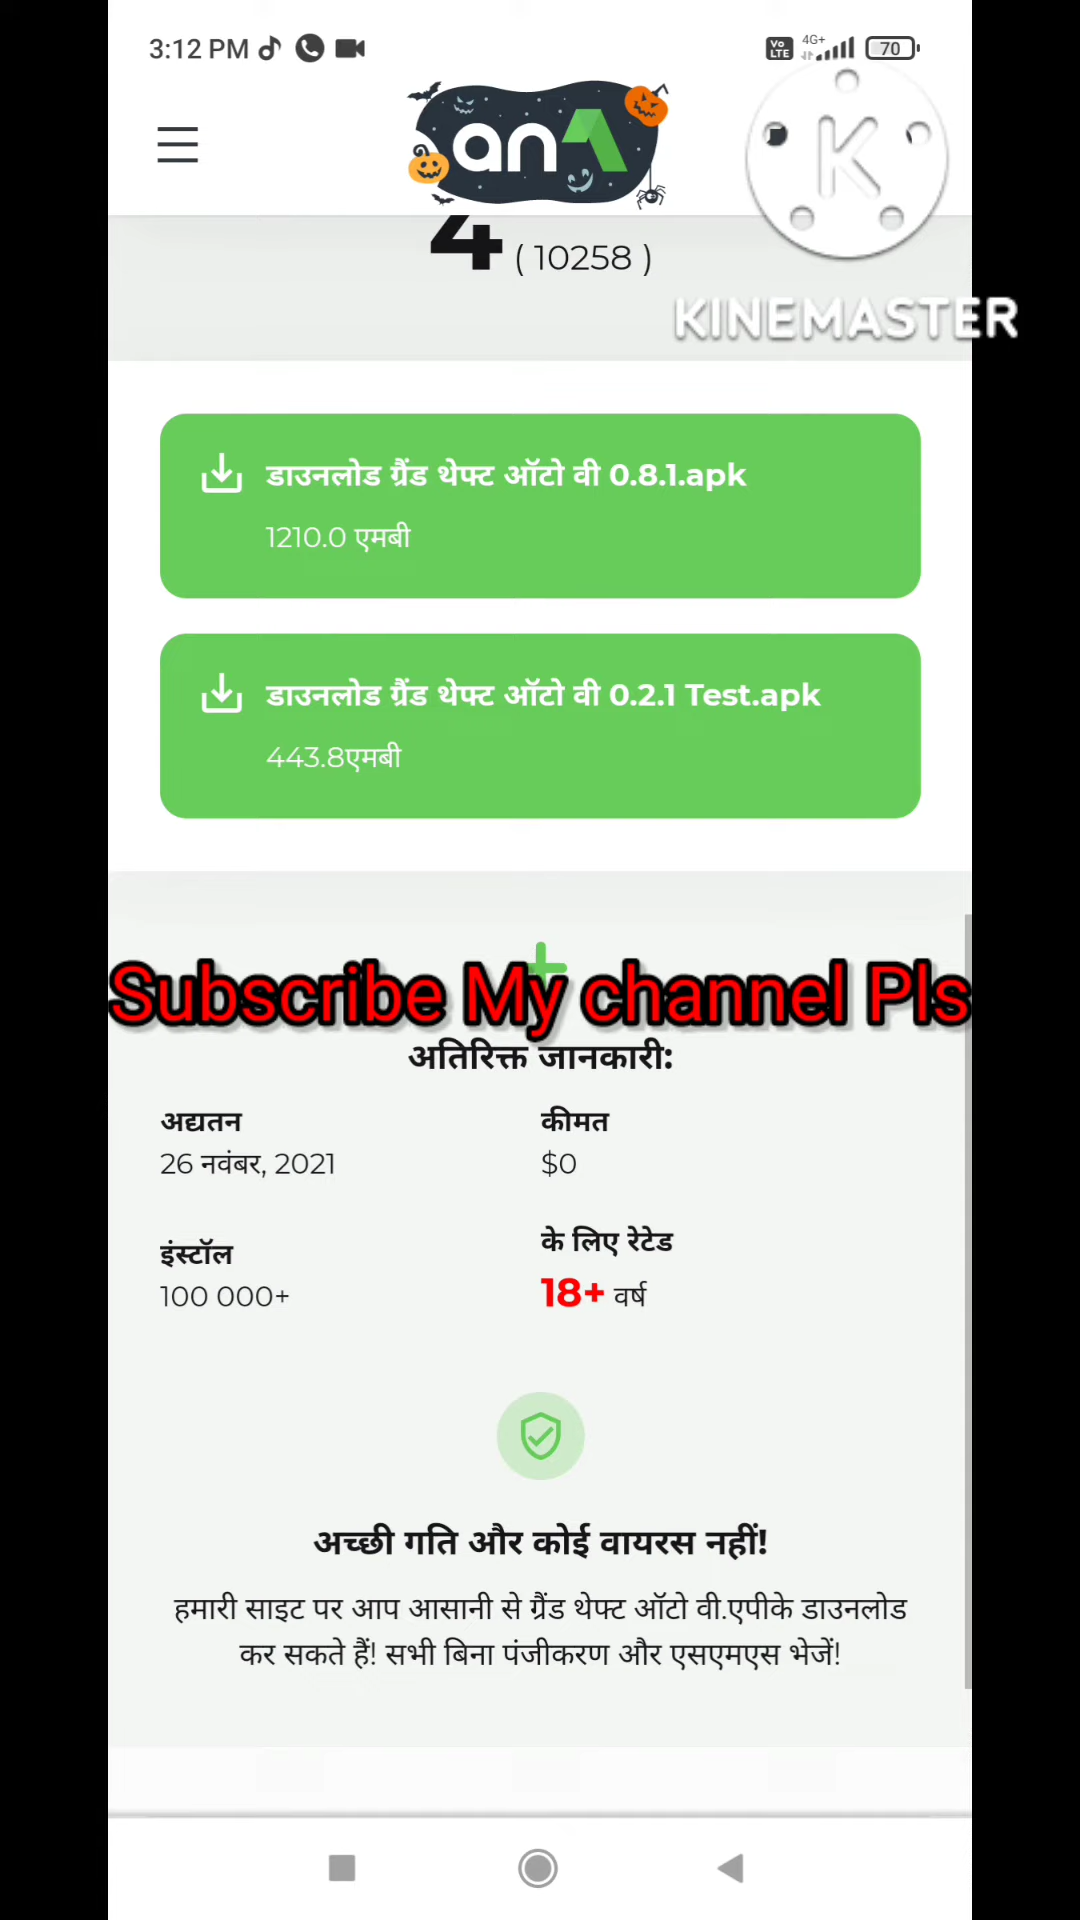 3:12 PM
Vo LTE 4G+ 70
anA
K
4 ( 10258 )
KINEMASTER
डाउनलोड ग्रैंड थेफ्ट ऑटो वी 0.8.1.apk
1210.0 एमबी
डाउनलोड ग्रैंड थेफ्ट ऑटो वी 0.2.1 Test.apk
443.8एमबी
Subscribe My channel Pls
अतिरिक्त जानकारी:
अद्यतन
कीमत
26 नवंबर, 2021
$0
इंस्टॉल
के लिए रेटेड
100 000+
18+ वर्ष
अच्छी गति और कोई वायरस नहीं!
हमारी साइट पर आप आसानी से ग्रैंड थेफ्ट ऑटो वी.एपीके डाउनलोड
कर सकते हैं! सभी बिना पंजीकरण और एसएमएस भेजें!